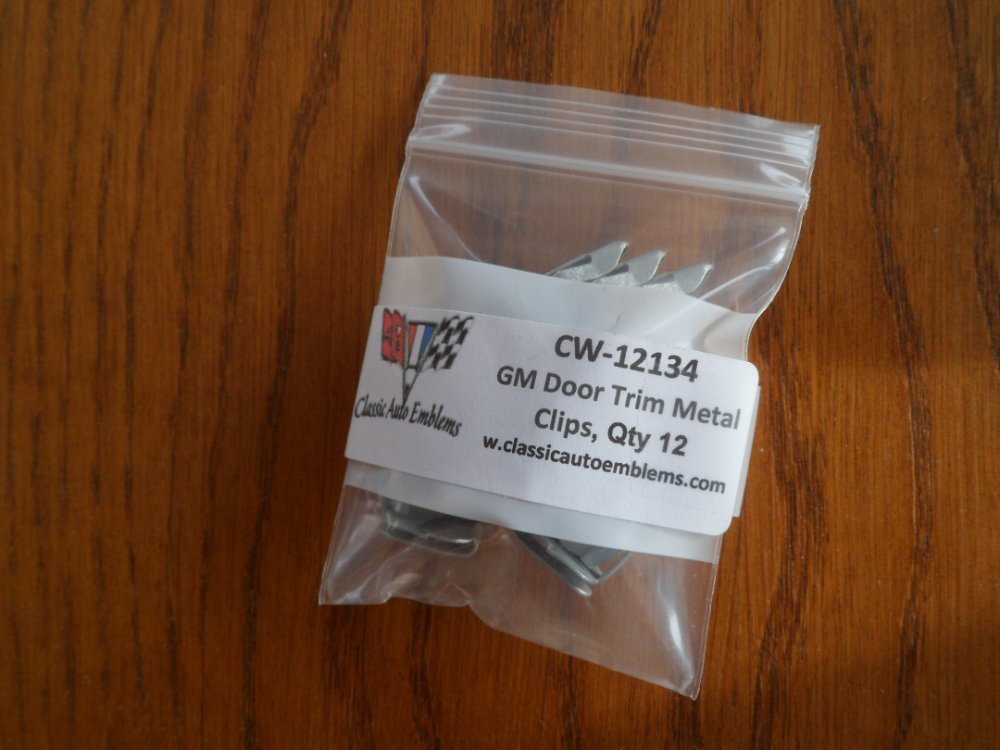 Classic Auto Emblems
CW-12134
GM Door Trim Metal
Clips, Qty 12
w.classicautoemblems.com